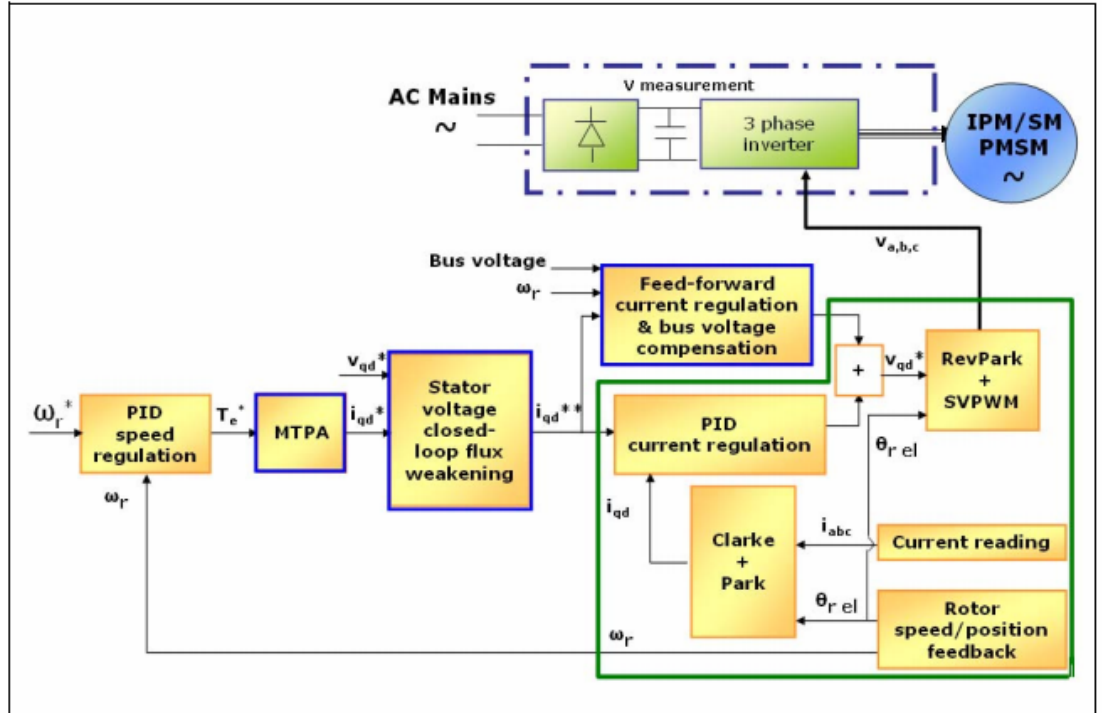 V measurement
AC Mains
~
3 phase
inverter
IPM/SM
PMSM
~
v a,b,c
Bus voltage
ωr
Feed-forward
current regulation
& bus voltage
compensation
vqd*
+
vqd*
RevPark
+
SVPWM
ωr*
PID
speed
regulation
Te*
MTPA
iqd*
Stator
voltage
closed-
loop flux
weakening
iqd**
PID
current regulation
θr el
ωr
iqd
Clarke
+
Park
iabc
Current reading
θr el
Rotor
speed/position
feedback
ωr